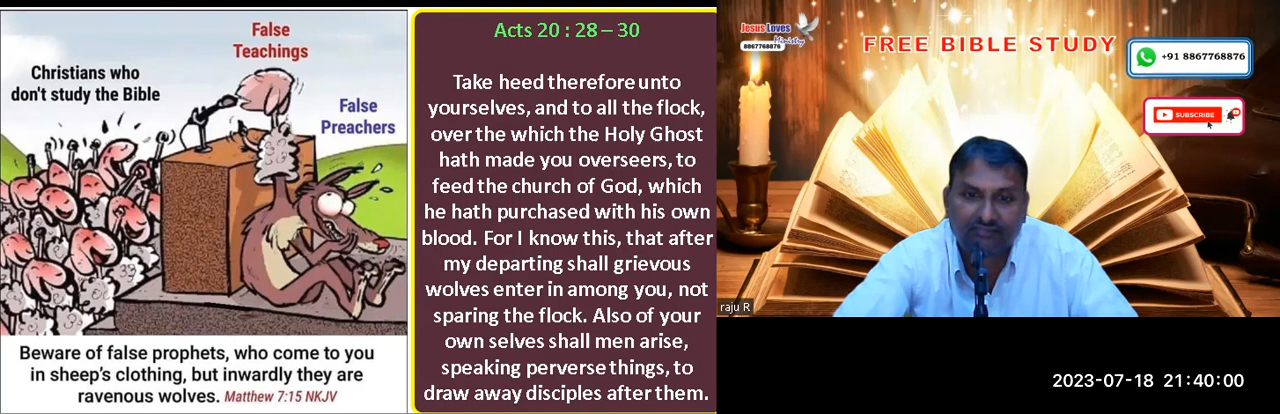 False
Teachings
Christians who
don't study the Bible
False
Preachers
Beware of false prophets, who come to you
in sheep's clothing, but inwardly they are
ravenous wolves. Matthew 7:15 NKJV
Acts 20 : 28 – 30
Take heed therefore unto
yourselves, and to all the flock,
over the which the Holy Ghost
hath made you overseers, to
feed the church of God, which
he hath purchased with his own
blood. For I know this, that after
my departing shall grievous
wolves enter in among you, not
sparing the flock. Also of your
own selves shall men arise,
speaking perverse things, to
draw away disciples after them.
Jesus Loves
Ministry
8867768876
FREE BIBLE STUDY
+91 8867768876
SUBSCRIBE
raju R
2023-07-18 21:40:00